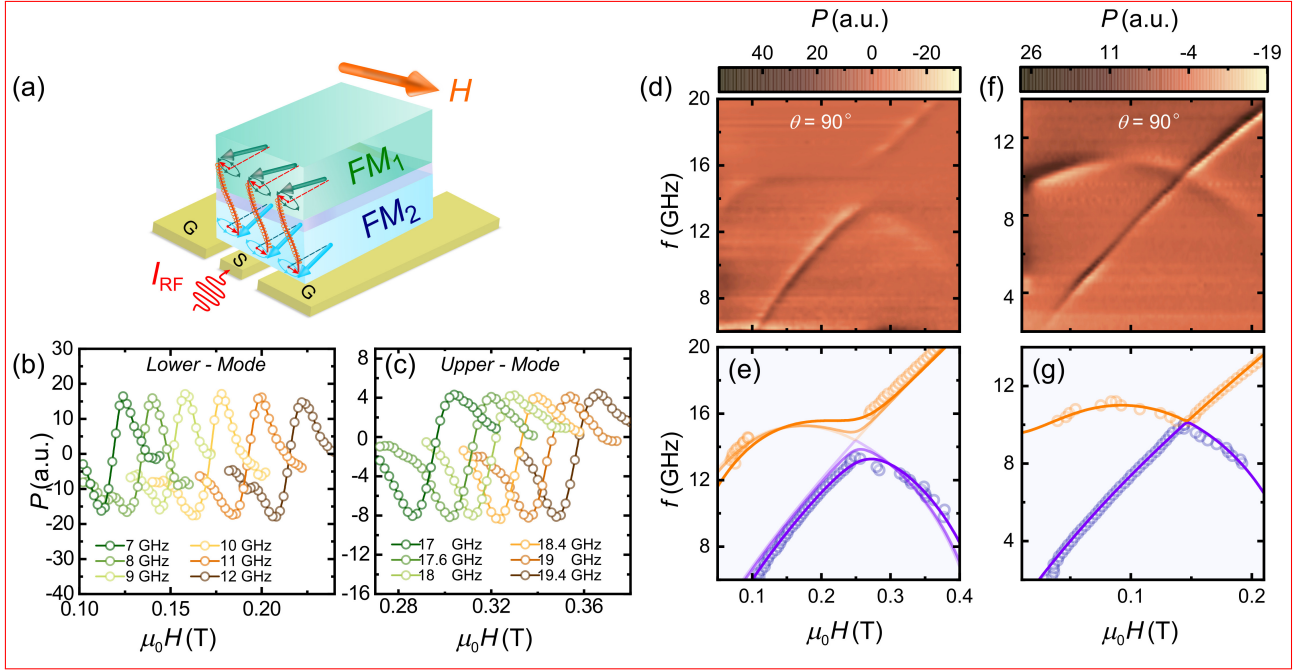 (a)
H
FM₁
FM₂
G
S
G
I_RF
(b)
Lower - Mode
P (a.u.)
30
20
10
0
-10
-20
-30
-40
0.10
0.15
0.20
μ₀H (T)
7 GHz
8 GHz
9 GHz
10 GHz
11 GHz
12 GHz
(c)
Upper - Mode
8
4
0
-4
-8
-12
-16
0.28
0.32
0.36
μ₀H (T)
17 GHz
17.6 GHz
18 GHz
18.4 GHz
19 GHz
19.4 GHz
P (a.u.)
40 20 0 -20
(d)
θ = 90°
20
16
12
8
f (GHz)
P (a.u.)
26 11 -4 -19
(f)
θ = 90°
12
8
4
(e)
20
16
12
8
f (GHz)
0.1 0.2 0.3 0.4
μ₀H (T)
(g)
12
8
4
0.1 0.2
μ₀H (T)